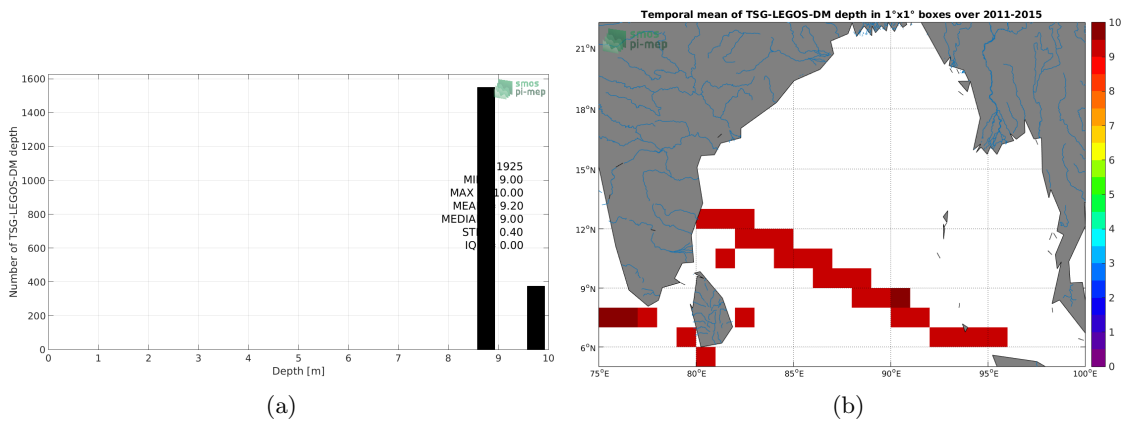 smos
pi-mep
1600
1400
1200
1000
800
600
400
200
0
1925
MI 9.00
MAX 10.00
MEA 9.20
MEDIA 9.00
ST 0.40
IQ 0.00
Number of TSG-LEGOS-DM depth
0 1 2 3 4 5 6 7 8 9 10
Depth [m]
(a)
Temporal mean of TSG-LEGOS-DM depth in 1°x1° boxes over 2011-2015
smos
pi-mep
21°N
18°N
15°N
12°N
9°N
6°N
75°E 80°E 85°E 90°E 95°E 100°E
10
9
8
7
6
5
4
3
2
1
0
(b)